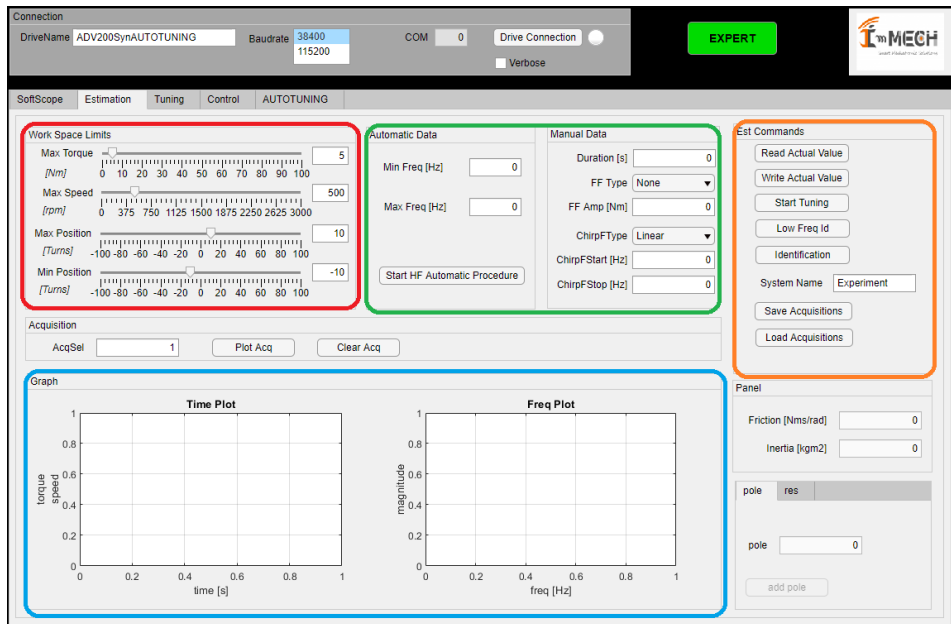 Connection
DriveName ADV200SynAUTOTUNING Baudrate 38400 COM 0 Drive Connection
115200
Verbose
EXPERT
I MECH
SoftScope Estimation Tuning Control AUTOTUNING
Work Space Limits
Max Torque 5
[Nm] 0 10 20 30 40 50 60 70 80 90 100
Max Speed 500
[rpm] 0 375 750 1125 1500 1875 2250 2625 3000
Max Position 10
[Turns] -100 -80 -60 -40 -20 0 20 40 60 80 100
Min Position -10
[Turns] -100 -80 -60 -40 -20 0 20 40 60 80 100
Automatic Data
Min Freq [Hz] 0
Max Freq [Hz] 0
Start HF Automatic Procedure
Manual Data
Duration [s] 0
FF Type None
FF Amp [Nm] 0
ChirpFType Linear
ChirpFStart [Hz] 0
ChirpFStop [Hz] 0
Est Commands
Read Actual Value
Write Actual Value
Start Tuning
Low Freq Id
Identification
System Name Experiment
Save Acquisitions
Load Acquisitions
Acquisition
AcqSel 1 Plot Acq Clear Acq
Graph
Time Plot
1
0.8
0.6
0.4
0.2
0
torque
speed
0 0.2 0.4 0.6 0.8 1
time [s]
Freq Plot
1
0.8
0.6
0.4
0.2
0
magnitude
0 0.2 0.4 0.6 0.8 1
freq [Hz]
Panel
Friction [Nms/rad] 0
Inertia [kgm2] 0
pole res
pole 0
add pole